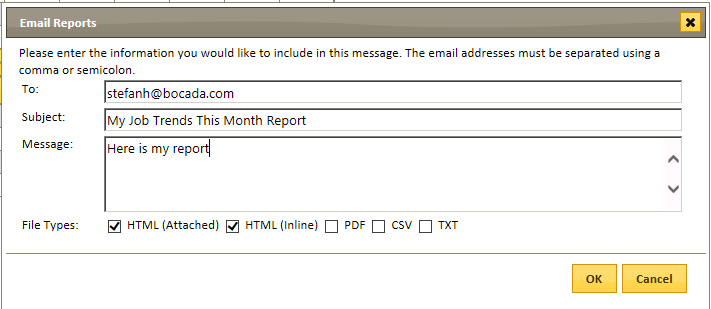 Email Reports
Please enter the information you would like to include in this message. The email addresses must be separated using a
comma or semicolon.
To: stefanh@bocada.com
Subject: My Job Trends This Month Report
Message: Here is my report
File Types: HTML (Attached) HTML (Inline) PDF CSV TXT
OK Cancel